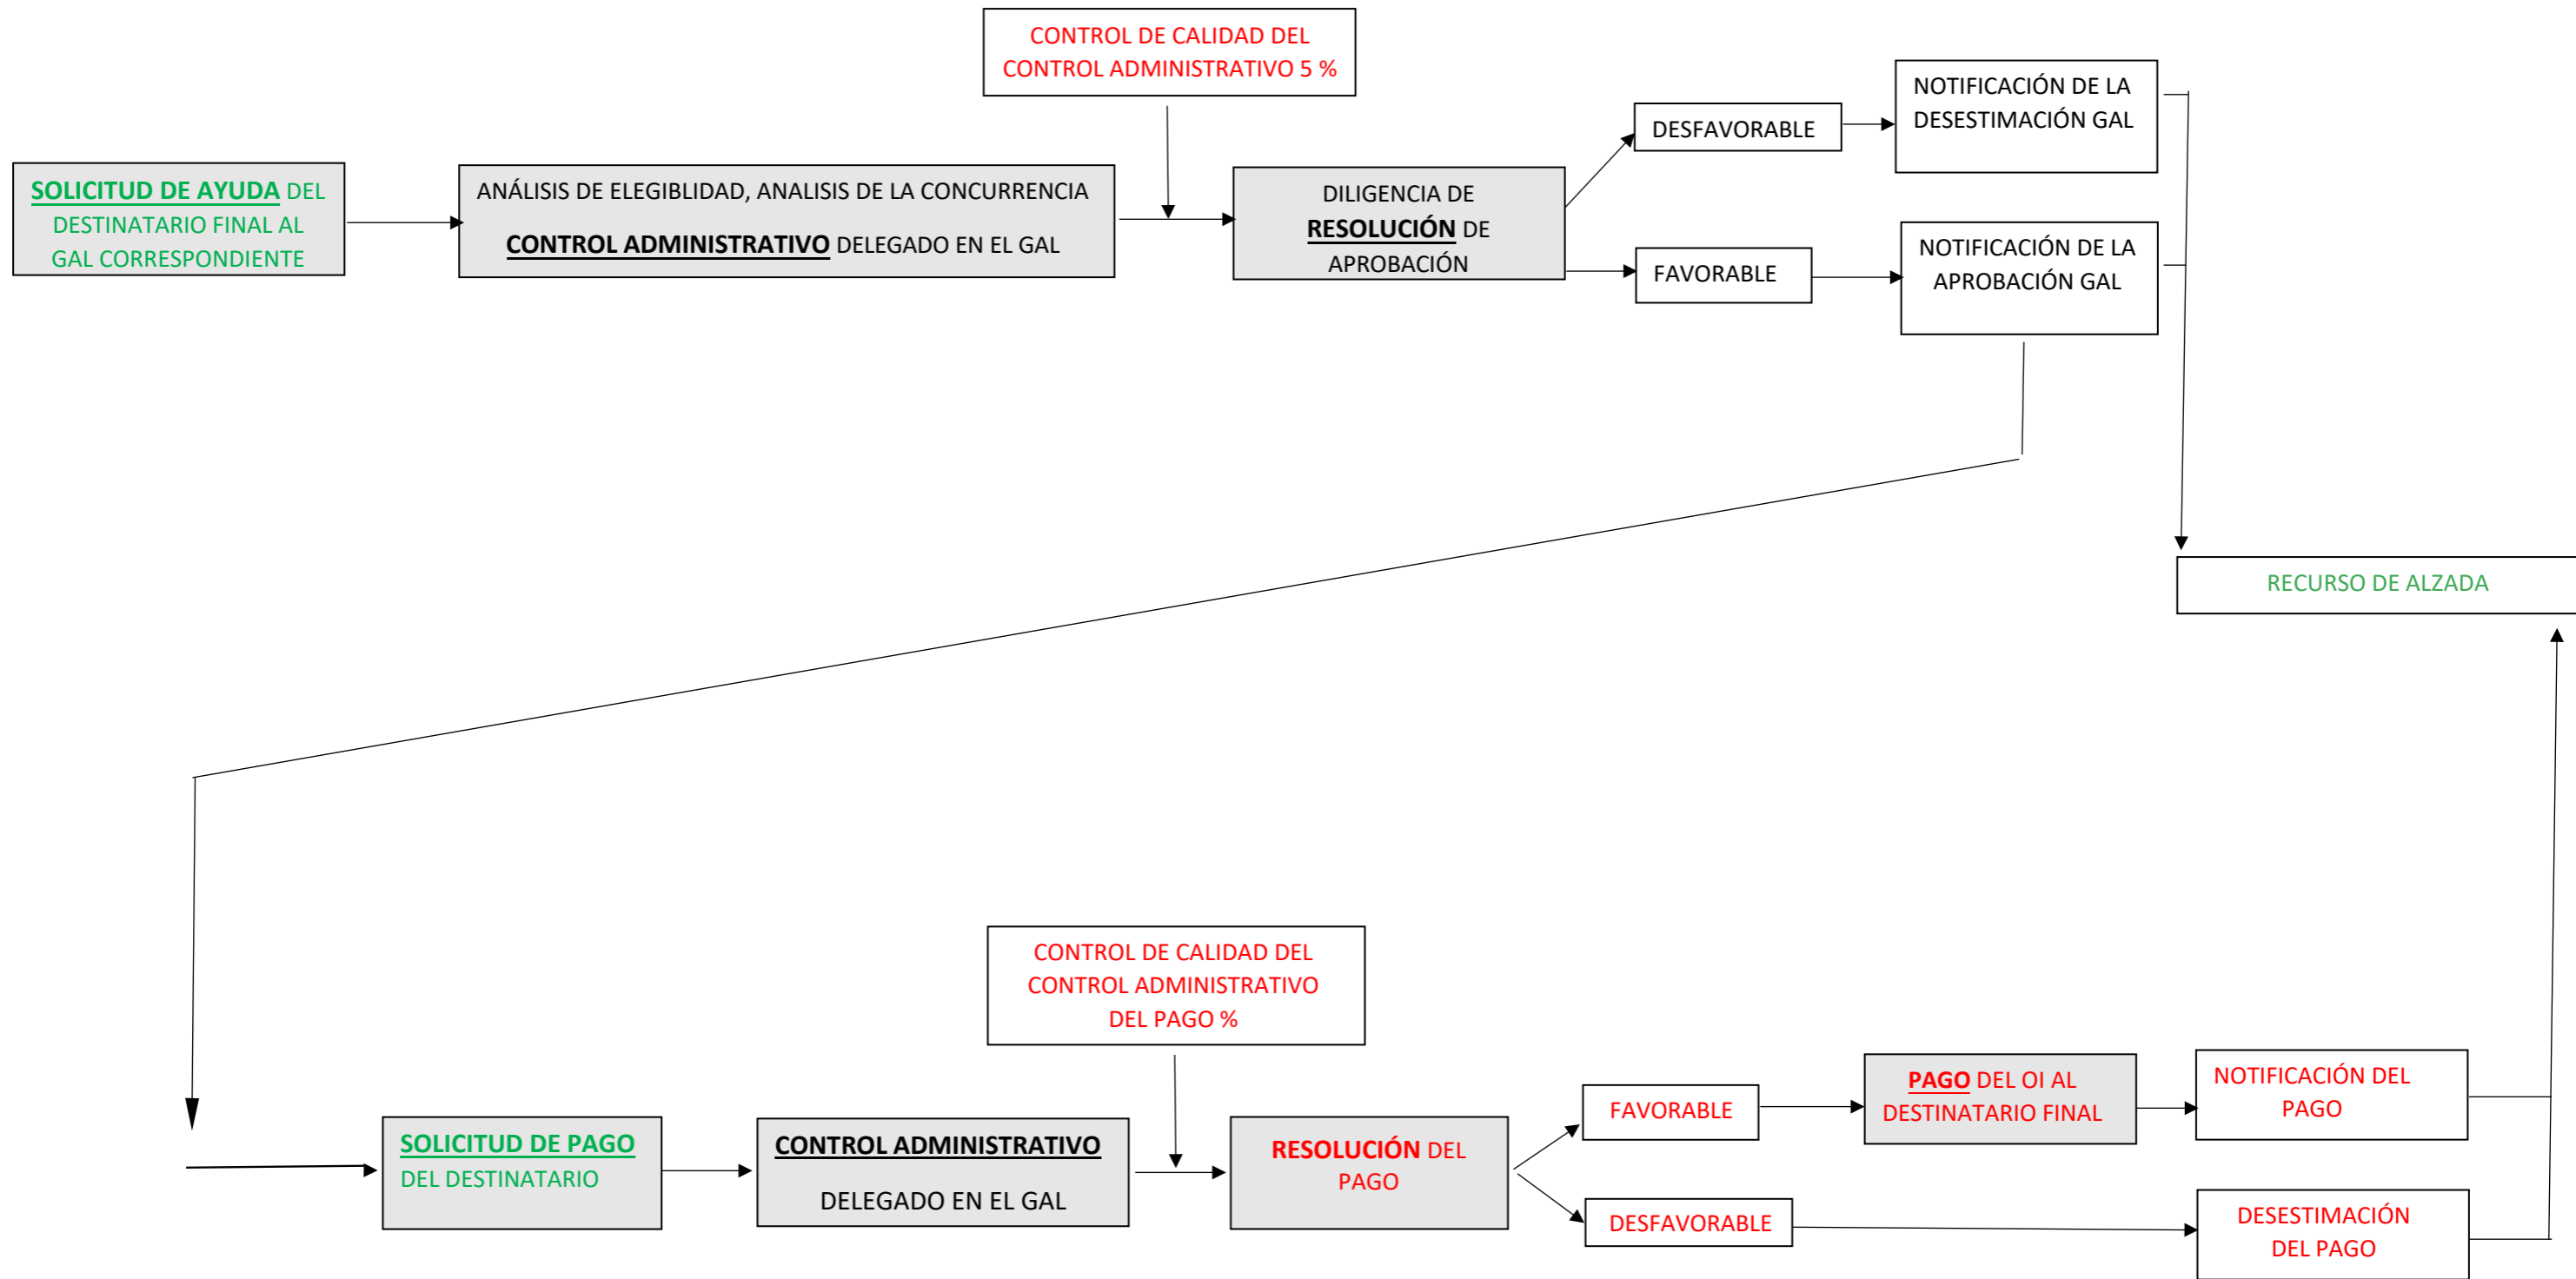 CONTROL DE CALIDAD DEL
CONTROL ADMINISTRATIVO 5 %
SOLICITUD DE AYUDA DEL
DESTINATARIO FINAL AL
GAL CORRESPONDIENTE
ANÁLISIS DE ELEGIBLIDAD, ANALISIS DE LA CONCURRENCIA
CONTROL ADMINISTRATIVO DELEGADO EN EL GAL
DILIGENCIA DE
RESOLUCIÓN DE
APROBACIÓN
DESFAVORABLE
NOTIFICACIÓN DE LA
DESESTIMACIÓN GAL
FAVORABLE
NOTIFICACIÓN DE LA
APROBACIÓN GAL
RECURSO DE ALZADA
CONTROL DE CALIDAD DEL
CONTROL ADMINISTRATIVO
DEL PAGO %
SOLICITUD DE PAGO
DEL DESTINATARIO
CONTROL ADMINISTRATIVO
DELEGADO EN EL GAL
RESOLUCIÓN DEL
PAGO
FAVORABLE
PAGO DEL OI AL
DESTINATARIO FINAL
NOTIFICACIÓN DEL
PAGO
DESFAVORABLE
DESESTIMACIÓN
DEL PAGO